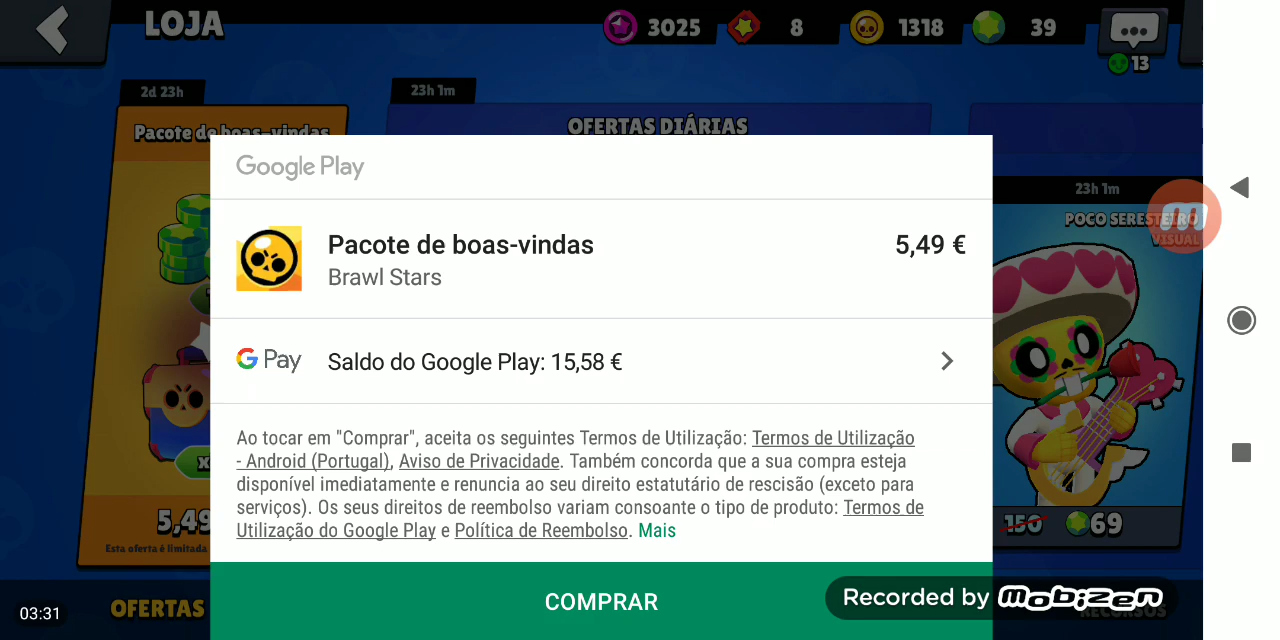 LOJA
3025
8
1318
39
13
2d 23h
23h 1m
Pacote de boas-vindas
OFERTAS DIÁRIAS
Google Play
23h 1m
POCO SERESTEIRO
VISUAL
Pacote de boas-vindas
5,49 €
Brawl Stars
G Pay
Saldo do Google Play: 15,58 €
Ao tocar em "Comprar", aceita os seguintes Termos de Utilização: Termos de Utilização
- Android (Portugal), Aviso de Privacidade. Também concorda que a sua compra esteja
disponível imediatamente e renuncia ao seu direito estatutário de rescisão (exceto para
serviços). Os seus direitos de reembolso variam consoante o tipo de produto: Termos de
Utilização do Google Play e Política de Reembolso. Mais
X
5,49
150
69
Esta oferta é limitada
COMPRAR
Recorded by Mobizen
03:31
OFERTAS
RECURSOS